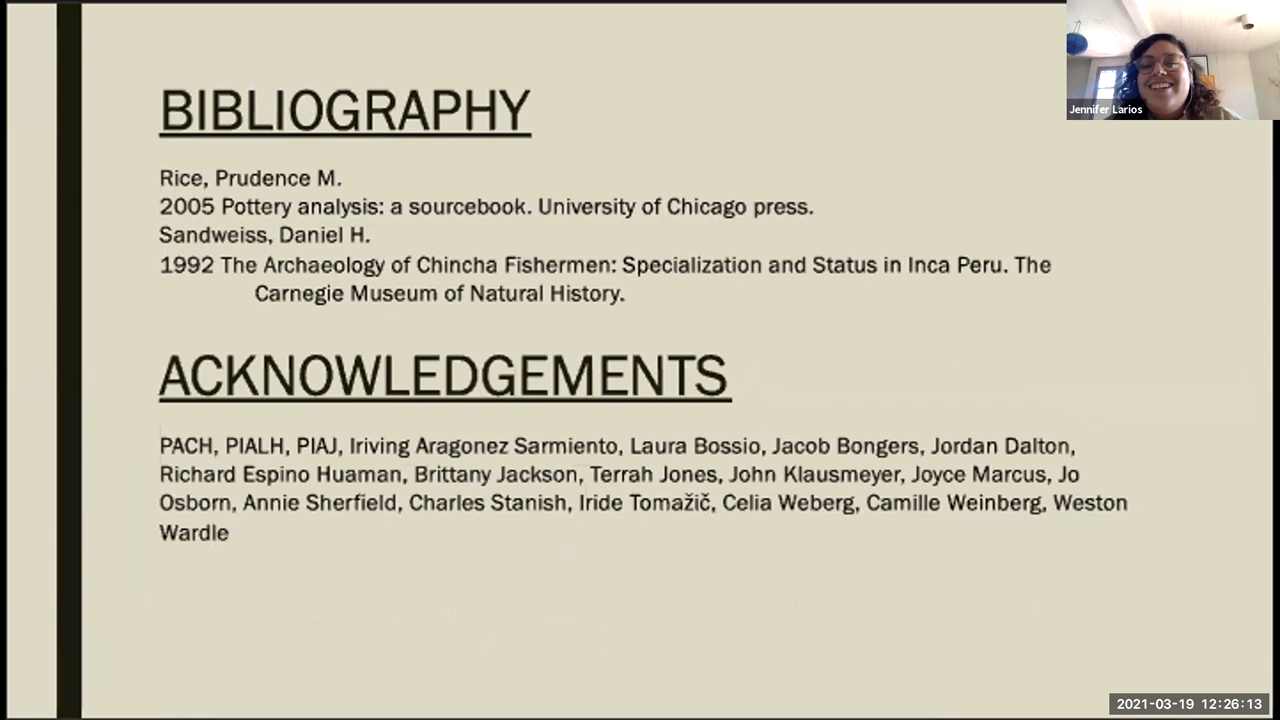 BIBLIOGRAPHY
Rice, Prudence M.
2005 Pottery analysis: a sourcebook. University of Chicago press.
Sandweiss, Daniel H.
1992 The Archaeology of Chincha Fishermen: Specialization and Status in Inca Peru. The
Carnegie Museum of Natural History.
ACKNOWLEDGEMENTS
PACH, PIALH, PIAJ, Iriving Aragonez Sarmiento, Laura Bossio, Jacob Bongers, Jordan Dalton,
Richard Espino Huaman, Brittany Jackson, Terrah Jones, John Klausmeyer, Joyce Marcus, Jo
Osborn, Annie Sherfield, Charles Stanish, Iride Tomažič, Celia Weberg, Camille Weinberg, Weston
Wardle
Jennifer Larios
2021-03-19 12:26:13